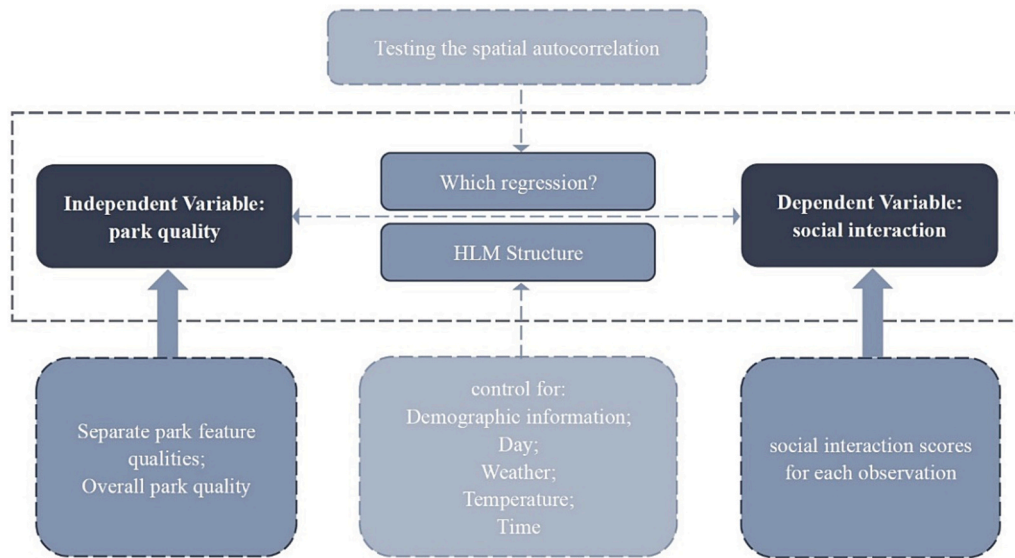 Testing the spatial autocorrelation
Independent Variable:
park quality
Which regression?
HLM Structure
Dependent Variable:
social interaction
Separate park feature
qualities;
Overall park quality
control for:
Demographic information;
Day;
Weather;
Temperature;
Time
social interaction scores
for each observation